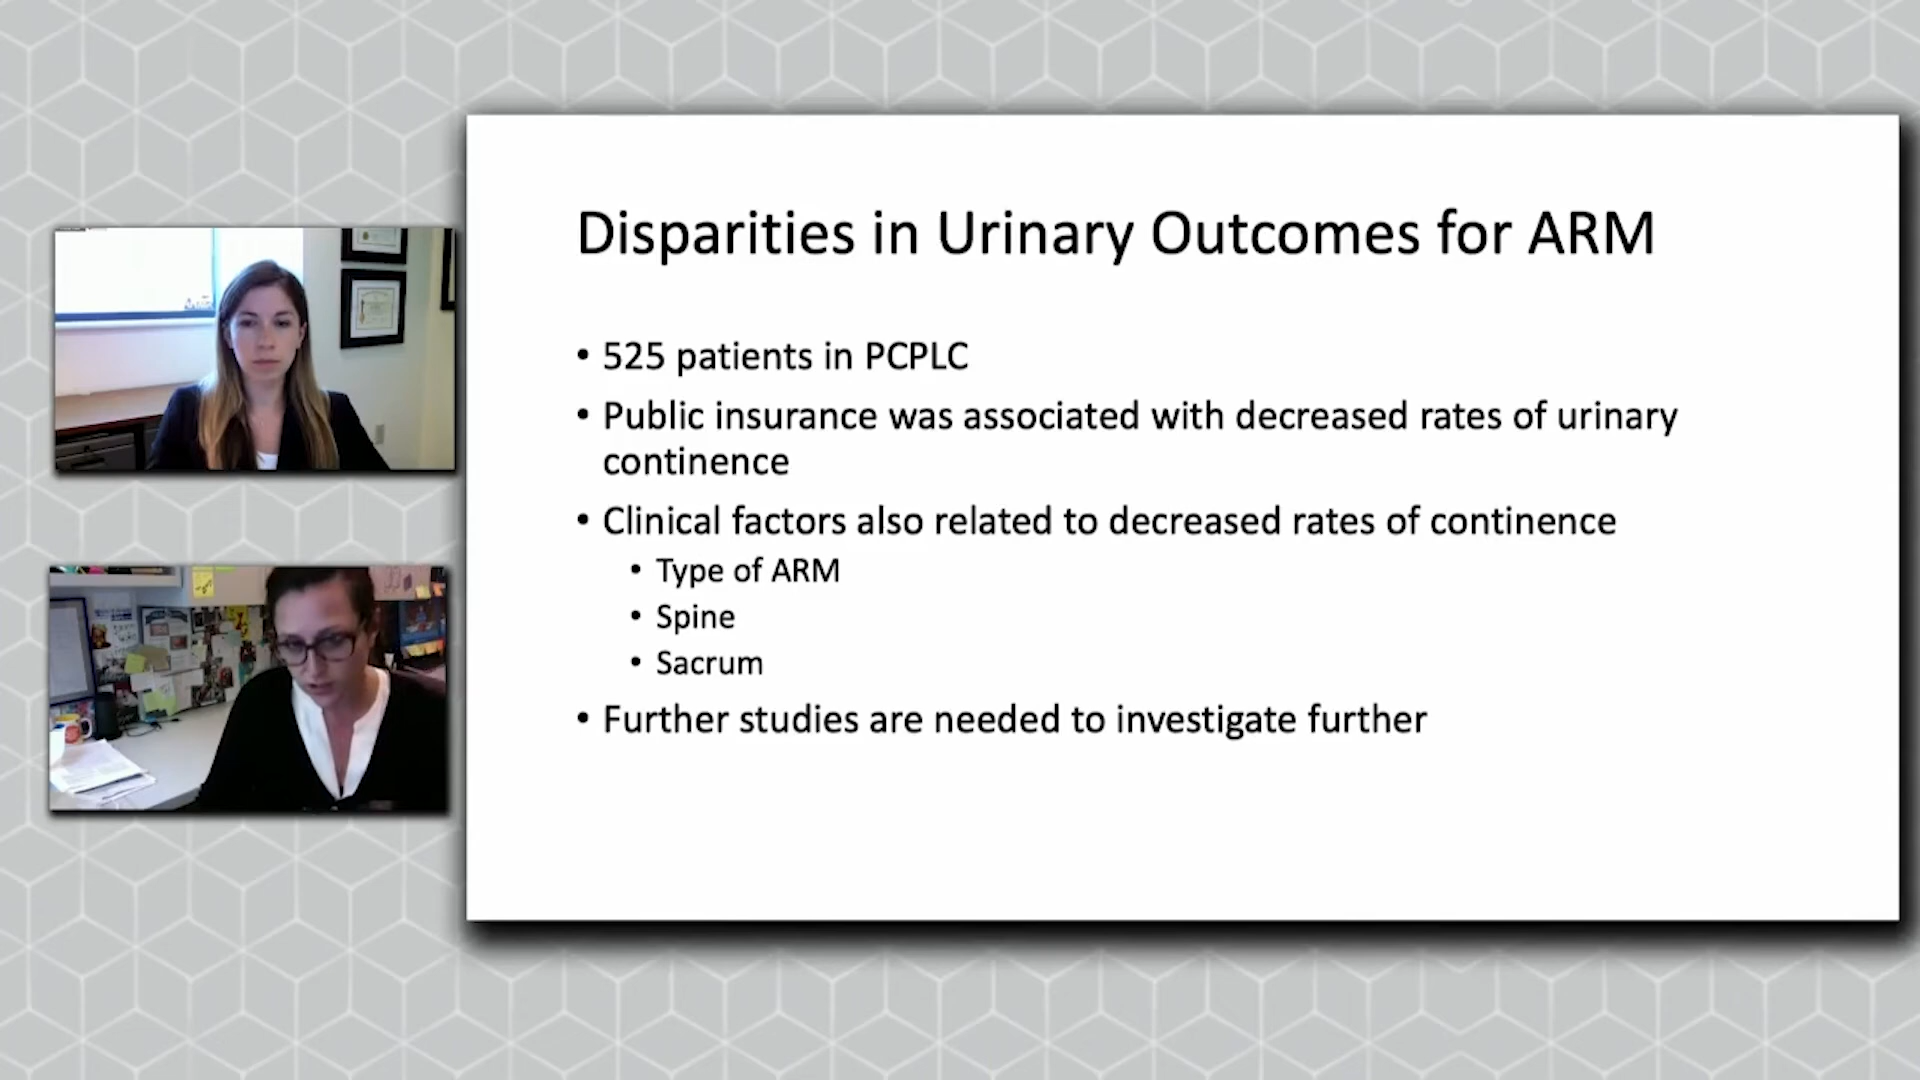 Disparities in Urinary Outcomes for ARM
• 525 patients in PCPLC
• Public insurance was associated with decreased rates of urinary
continence
• Clinical factors also related to decreased rates of continence
• Type of ARM
• Spine
• Sacrum
• Further studies are needed to investigate further